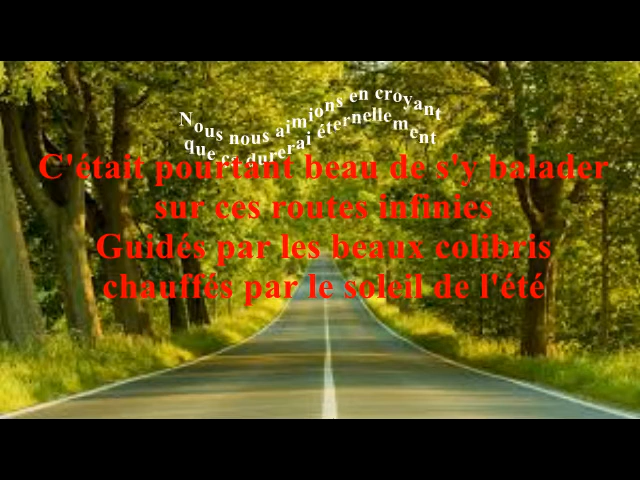 Nous nous aimions en croyant
que ça durerai éternellement
C'était pourtant beau de s'y balader
sur ces routes infinies
Guidés par les beaux colibris
chauffés par le soleil de l'été